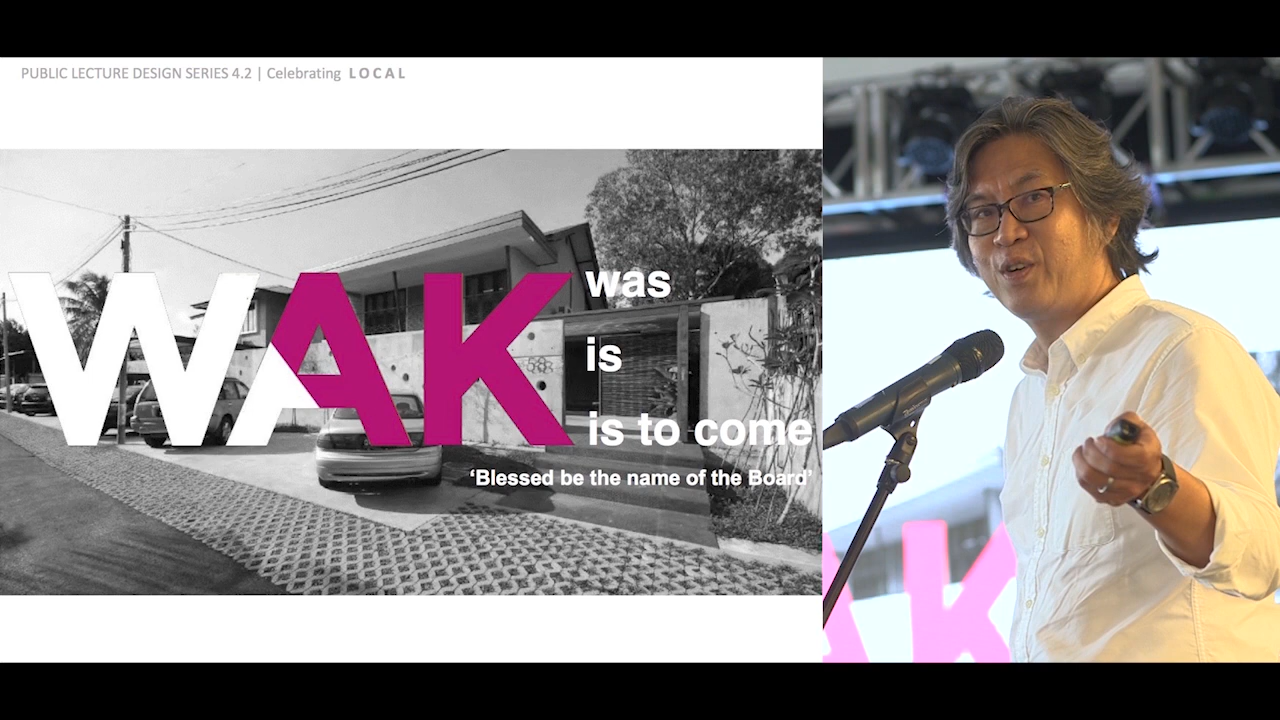 PUBLIC LECTURE DESIGN SERIES 4.2 | Celebrating LOCAL
WAK
was
is
is to come
‘Blessed be the name of the Board’
AK